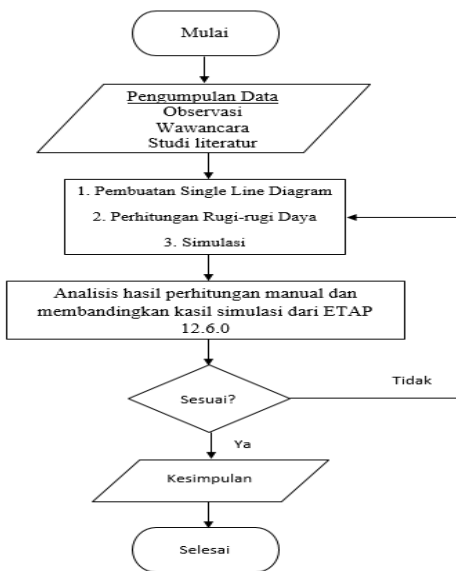 Mulai
Pengumpulan Data
Observasi
Wawancara
Studi literatur
1. Pembuatan Single Line Diagram
2. Perhitungan Rugi-rugi Daya
3. Simulasi
Analisis hasil perhitungan manual dan
membandingkan kasil simulasi dari ETAP
12.6.0
Sesuai?
Tidak
Ya
Kesimpulan
Selesai